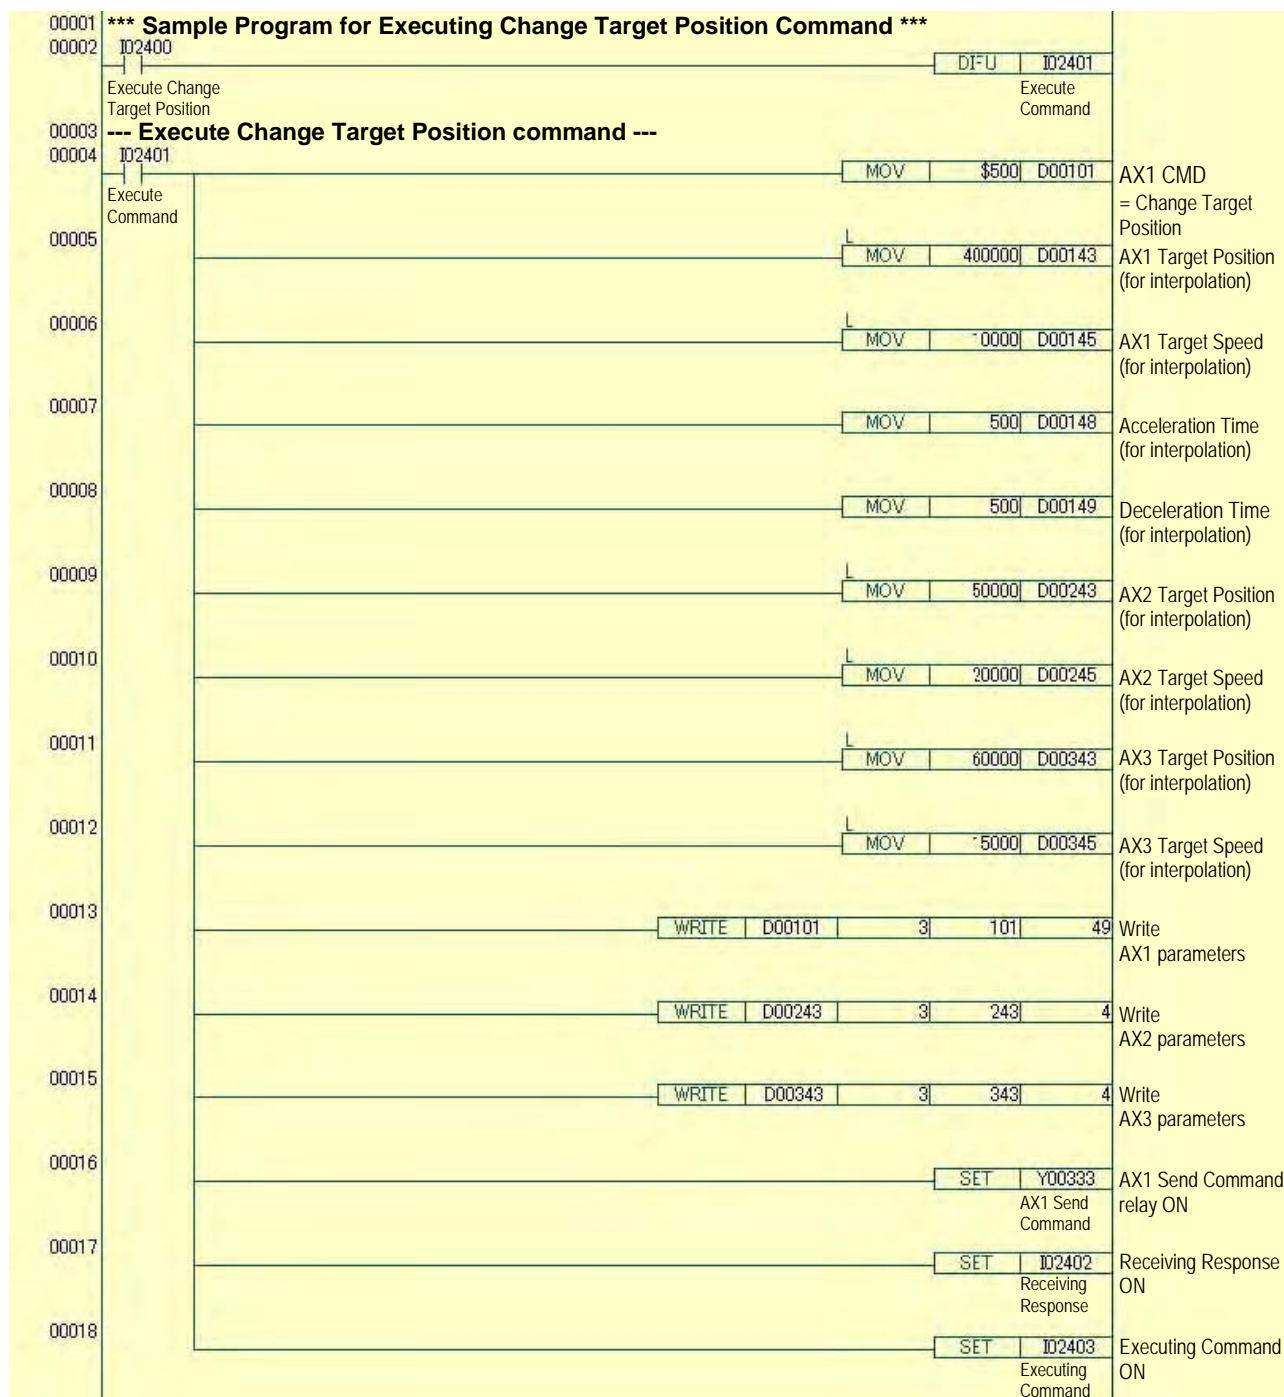 00001 *** Sample Program for Executing Change Target Position Command ***
00002 I02400
DIFU I02401
Execute Change
Target Position
Execute
Command
00003 --- Execute Change Target Position command ---
00004 I02401
MOV $500 D00101 AX1 CMD
Execute
Command
= Change Target
Position
00005 L
MOV 400000 D00143 AX1 Target Position
(for interpolation)
00006 L
MOV 0000 D00145 AX1 Target Speed
(for interpolation)
00007
MOV 500 D00148 Acceleration Time
(for interpolation)
00008
MOV 500 D00149 Deceleration Time
(for interpolation)
00009 L
MOV 50000 D00243 AX2 Target Position
(for interpolation)
00010 L
MOV 20000 D00245 AX2 Target Speed
(for interpolation)
00011 L
MOV 60000 D00343 AX3 Target Position
(for interpolation)
00012 L
MOV 5000 D00345 AX3 Target Speed
(for interpolation)
00013
WRITE D00101 3 101 49 Write
AX1 parameters
00014
WRITE D00243 3 243 4 Write
AX2 parameters
00015
WRITE D00343 3 343 4 Write
AX3 parameters
00016
SET Y00333 AX1 Send Command
AX1 Send
Command
relay ON
00017
SET I02402 Receiving Response
Receiving
Response
ON
00018
SET I02403 Executing Command
Executing
Command
ON